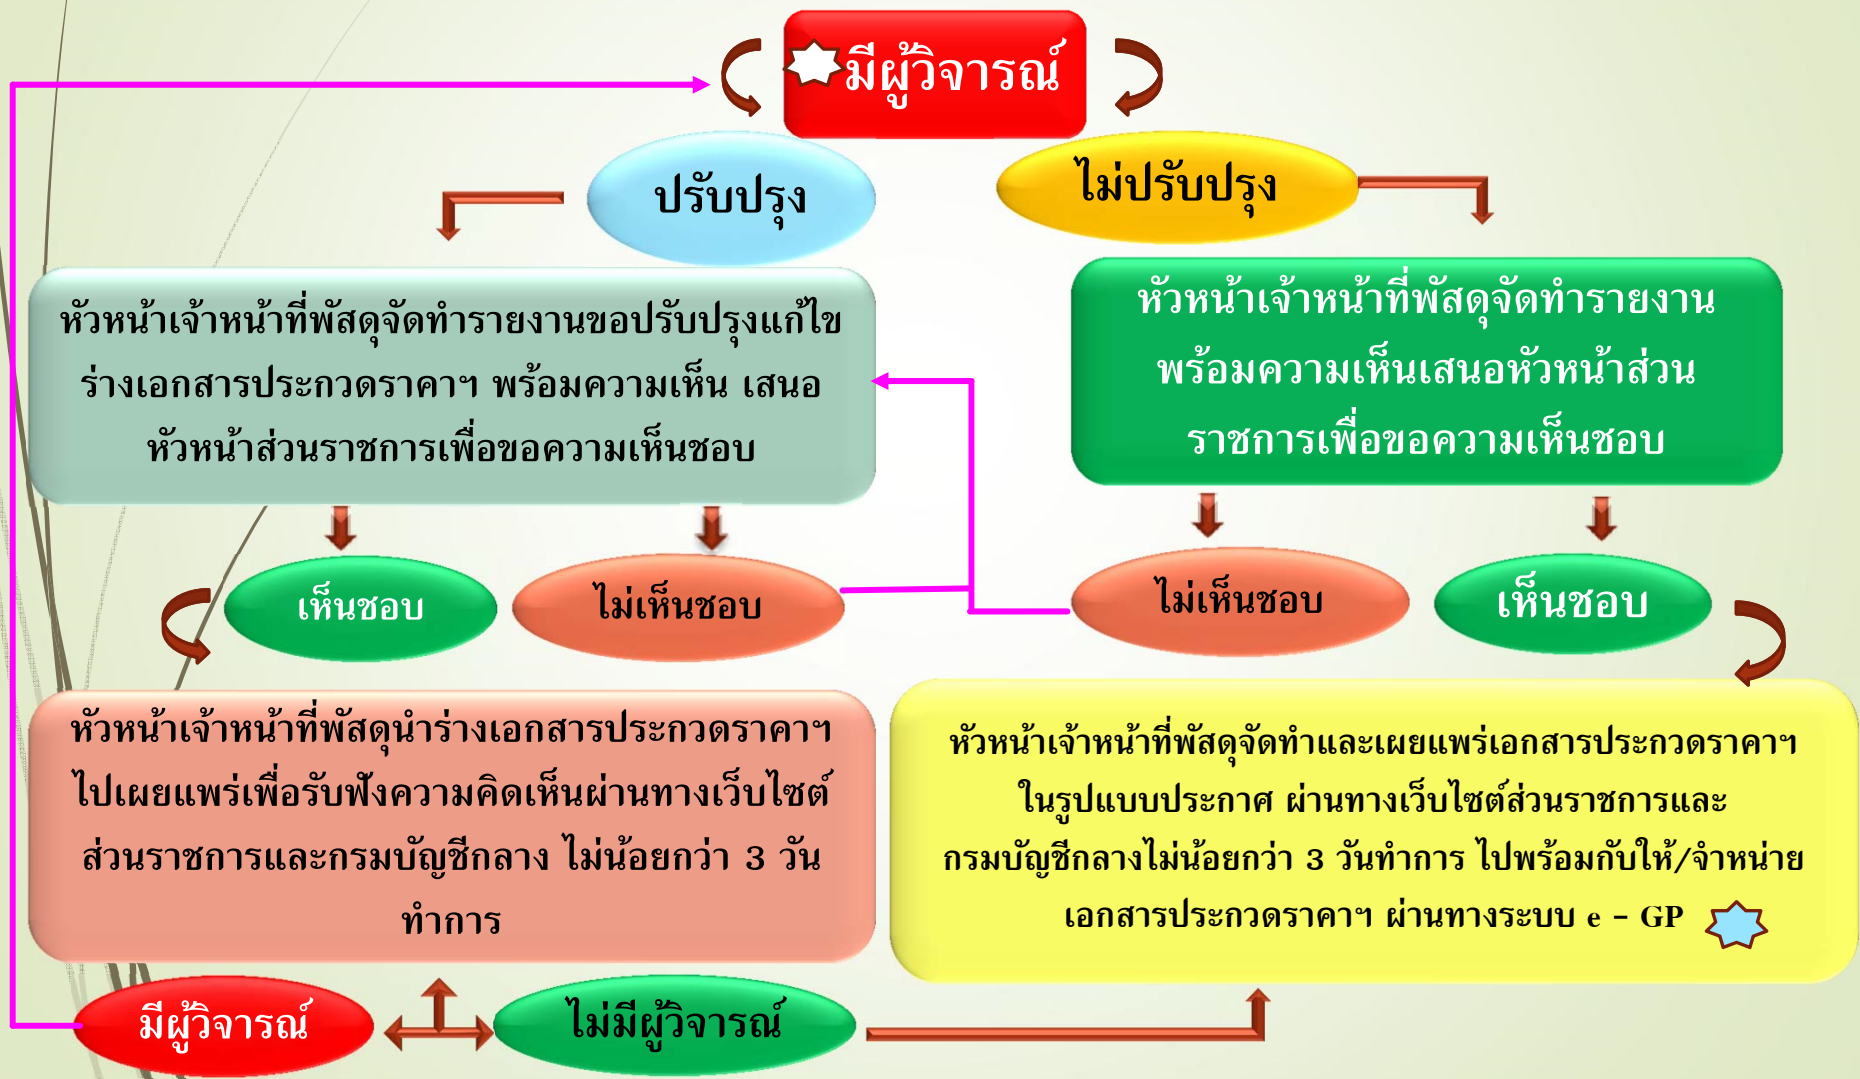 มีผู้วิจารณ์
ปรับปรุง
ไม่ปรับปรุง
หัวหน้าเจ้าหน้าที่พัสดุจัดทำรายงานขอปรับปรุงแก้ไข
ร่างเอกสารประกวดราคาฯ พร้อมความเห็น เสนอ
หัวหน้าส่วนราชการเพื่อขอความเห็นชอบ
หัวหน้าเจ้าหน้าที่พัสดุจัดทำรายงาน
พร้อมความเห็นเสนอหัวหน้าส่วน
ราชการเพื่อขอความเห็นชอบ
เห็นชอบ
ไม่เห็นชอบ
ไม่เห็นชอบ
เห็นชอบ
หัวหน้าเจ้าหน้าที่พัสดุนำร่างเอกสารประกวดราคาฯ
ไปเผยแพร่เพื่อรับฟังความคิดเห็นผ่านทางเว็บไซต์
ส่วนราชการและกรมบัญชีกลาง ไม่น้อยกว่า 3 วัน
ทำการ
หัวหน้าเจ้าหน้าที่พัสดุจัดทำและเผยแพร่เอกสารประกวดราคาฯ
ในรูปแบบประกาศ ผ่านทางเว็บไซต์ส่วนราชการและ
กรมบัญชีกลางไม่น้อยกว่า 3 วันทำการ ไปพร้อมกับให้/จำหน่าย
เอกสารประกวดราคาฯ ผ่านทางระบบ e - GP
มีผู้วิจารณ์
ไม่มีผู้วิจารณ์